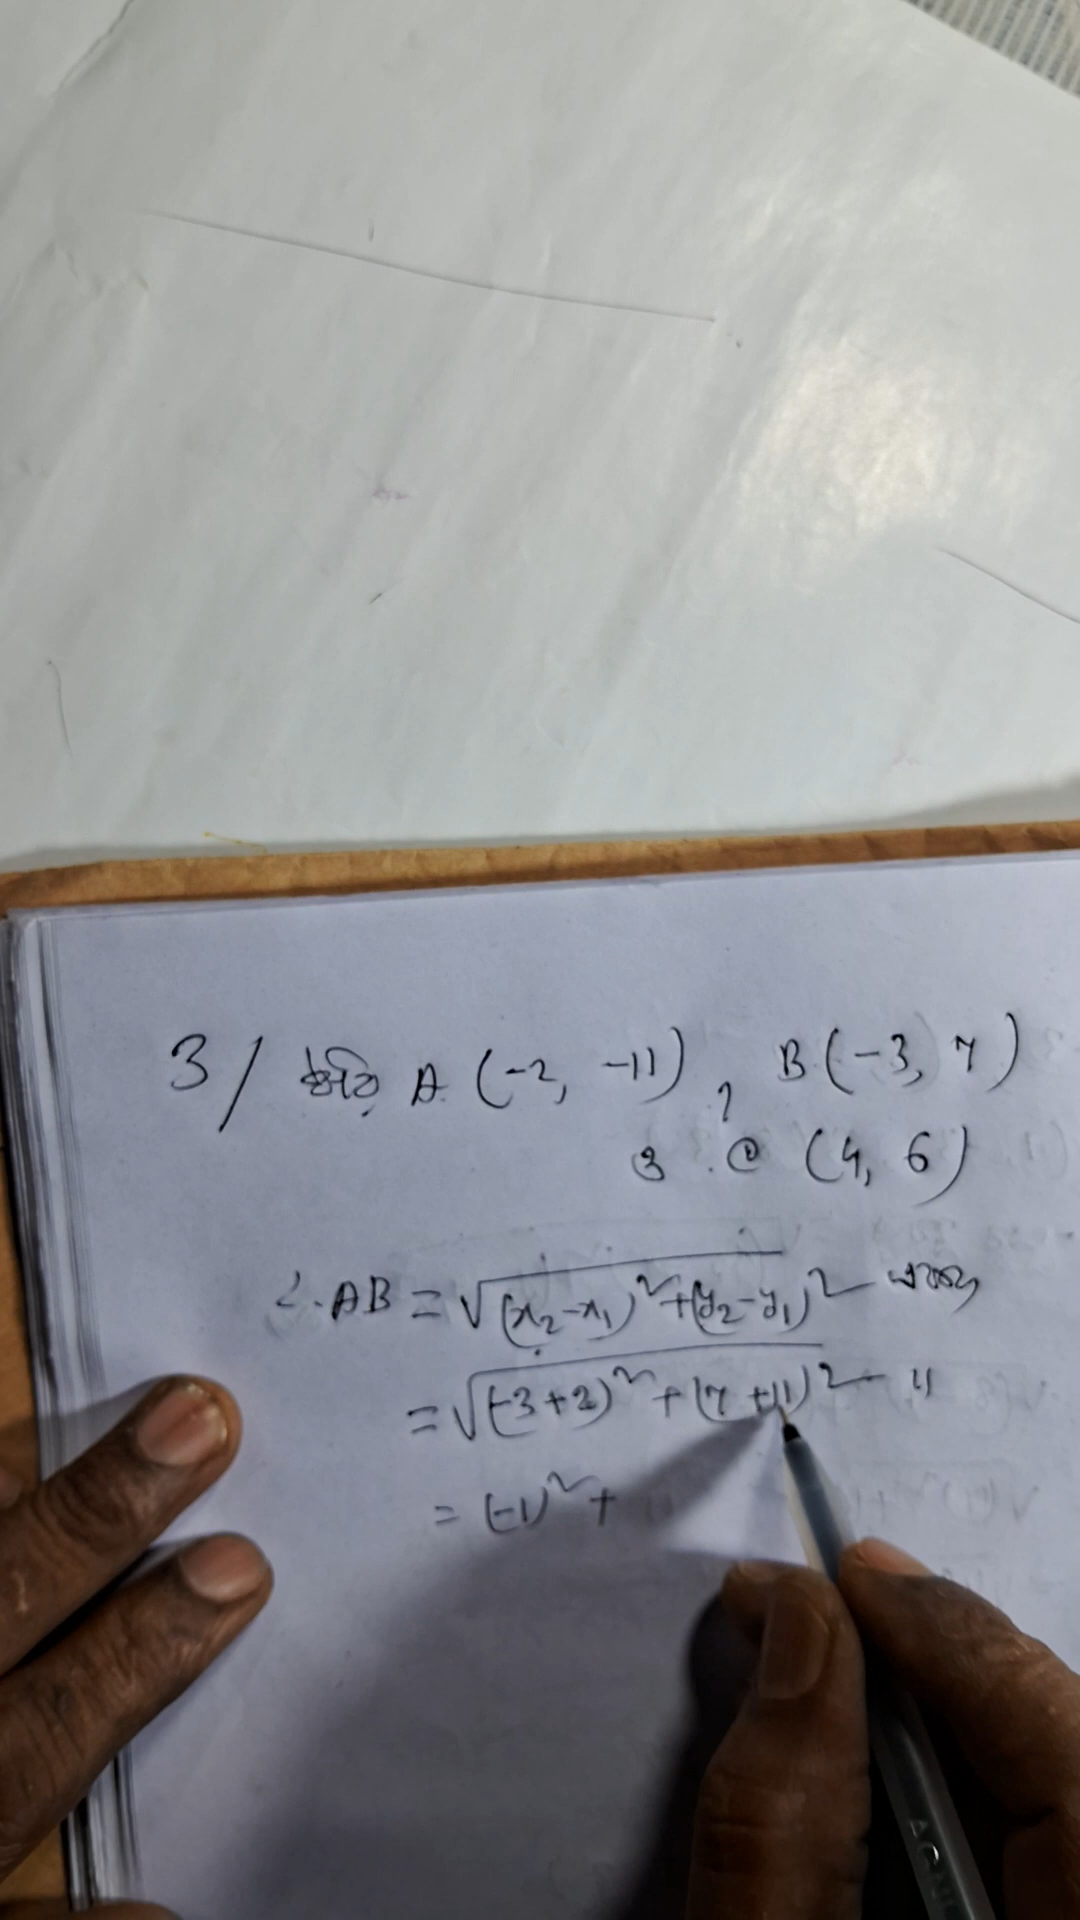 3/ ধরি, A (-2, -11), B (-3, 7)
ও C (4, 6)
∴ AB = √(x₂-x₁)² + (y₂-y₁)² একক
= √(-3+2)² + (7+11)² - 11
= (-1)² +